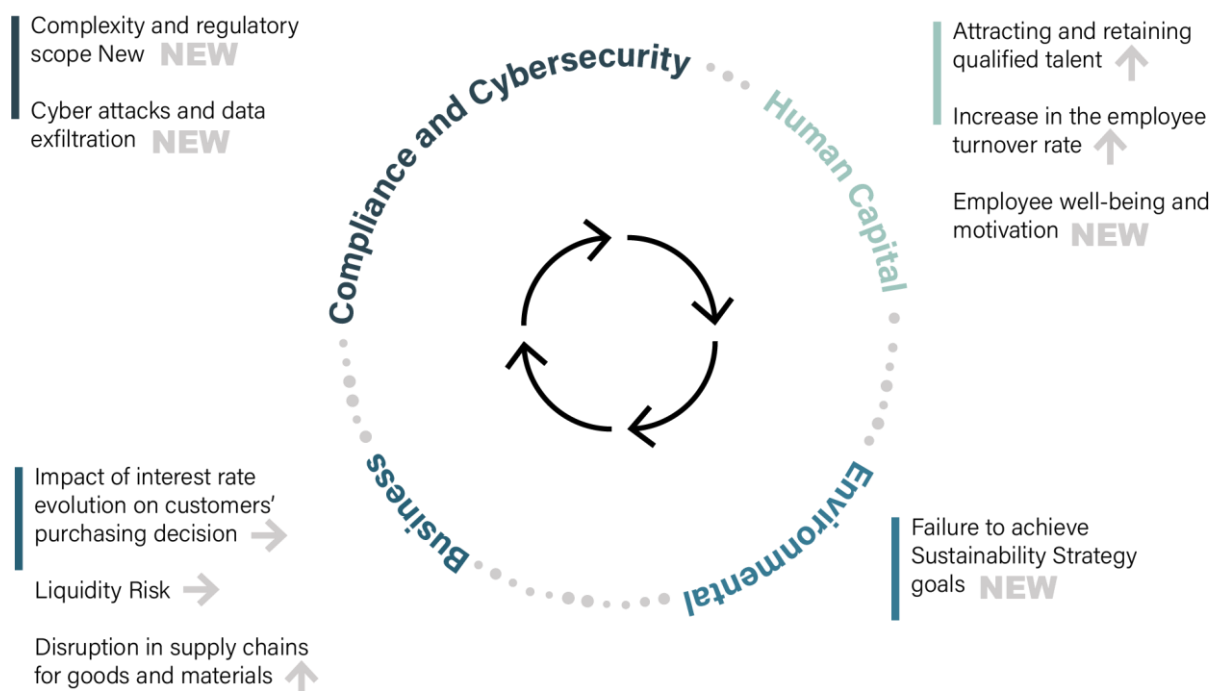 Complexity and regulatory
scope New NEW
Cyber attacks and data
exfiltration NEW
Compliance and Cybersecurity
Human Capital
Attracting and retaining
qualified talent
Increase in the employee
turnover rate
Employee well-being and
motivation NEW
Business
Impact of interest rate
evolution on customers’
purchasing decision
Liquidity Risk
Disruption in supply chains
for goods and materials
Environmental
Failure to achieve
Sustainability Strategy
goals NEW